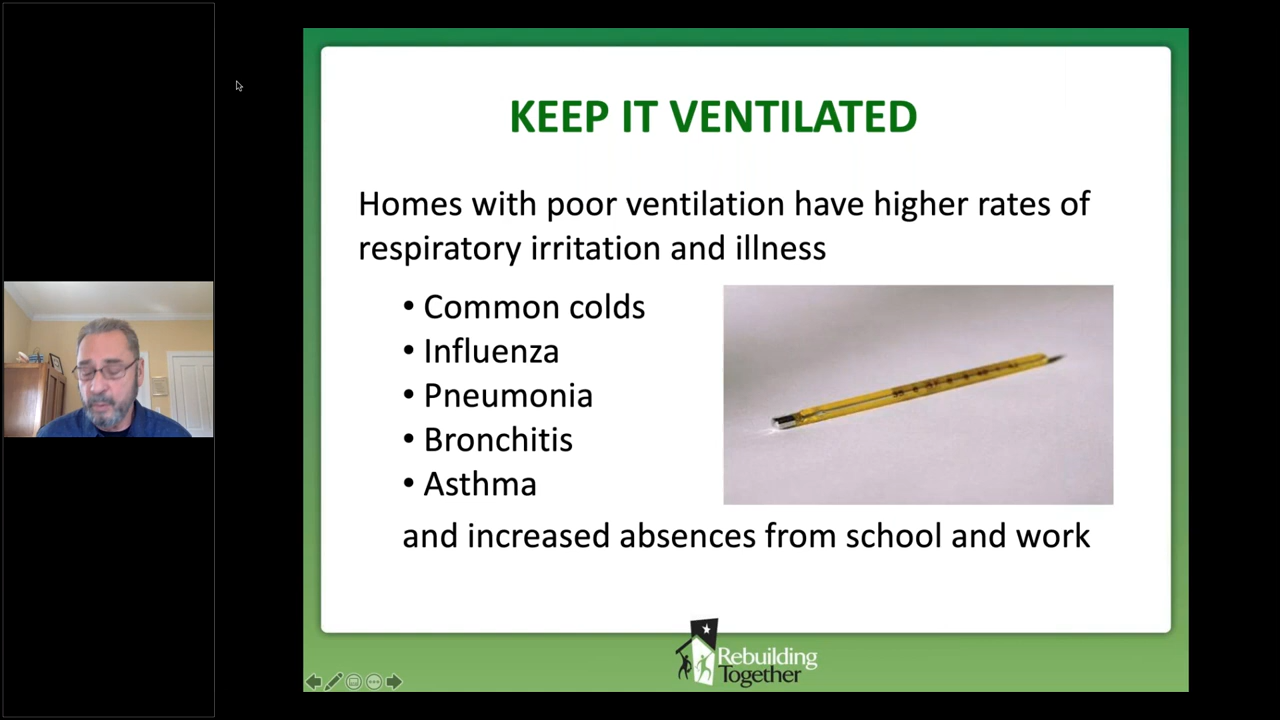 KEEP IT VENTILATED
Homes with poor ventilation have higher rates of
respiratory irritation and illness
• Common colds
• Influenza
• Pneumonia
• Bronchitis
• Asthma
and increased absences from school and work
Rebuilding
Together